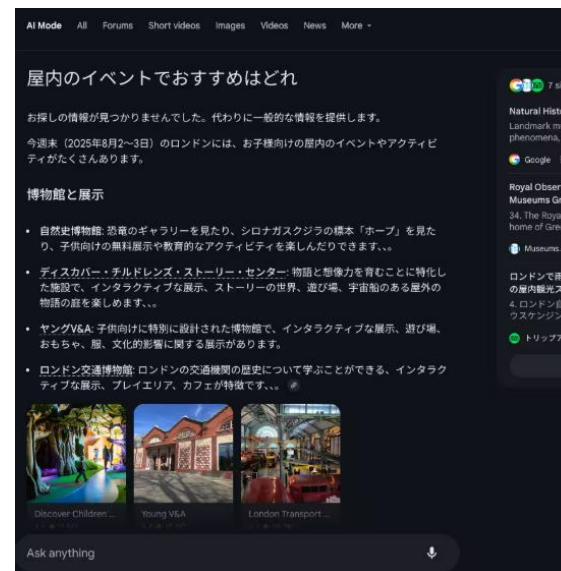 AI Mode All Forums Short videos Images Videos News More
屋内のイベントでおすすめはどれ
お探しの情報が見つかりませんでした。代わりに一般的な情報を提供します。
今週末（2025年8月2〜3日）のロンドンには、お子様向けの屋内のイベントやアクティビ
ティがたくさんあります。
博物館と展示
• 自然史博物館: 恐竜のギャラリーを見たり、シロナガスクジラの標本「ホープ」を見た
り、子供向けの無料展示や教育的なアクティビティを楽しんだりできます、。
• ディスカバー・チルドレンズ・ストーリー・センター: 物語と想像力を育むことに特化し
た施設で、インタラクティブな展示、ストーリーの世界、遊び場、宇宙船のある屋外の
物語の庭を楽しめます、。
• ヤングV&A: 子供向けに特別に設計された博物館で、インタラクティブな展示、遊び場、
おもちゃ、服、文化的影響に関する展示があります。
• ロンドン交通博物館: ロンドンの交通機関の歴史について学ぶことができる、インタラク
ティブな展示、プレイエリア、カフェが特徴です、。
Discover Children ...
Young V&A
London Transport ...
Ask anything
7 si
Natural Hist
Landmark m
phenomena,
Google
Royal Obser
Museums Gr
34. The Roya
home of Gree
Museums
ロンドンで雨
の屋内観光ス
4. ロンドン自
ウスケンジン
トリップア